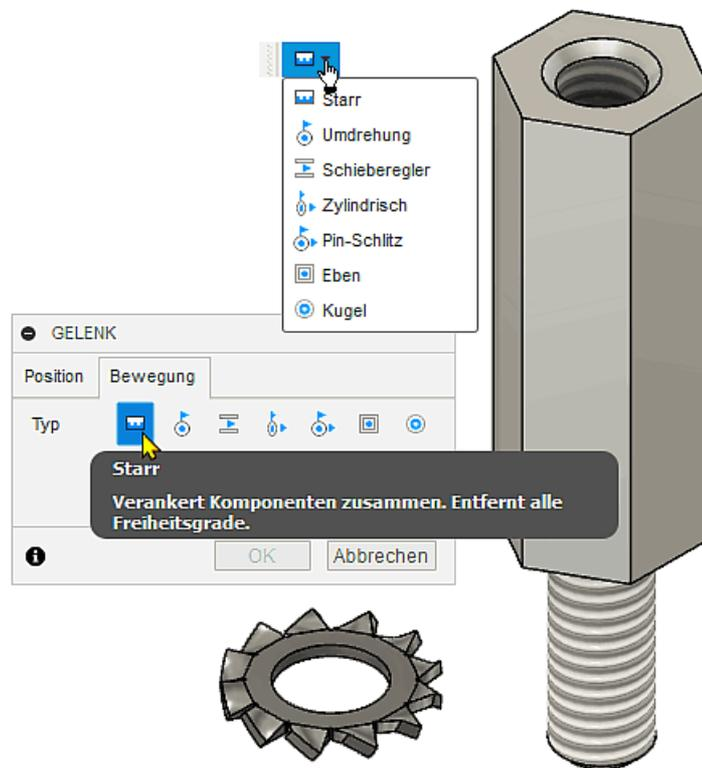 Starr
Umdrehung
Schieberegler
Zylindrisch
Pin-Schlitz
Eben
Kugel
GELENK
Position
Bewegung
Typ
Starr
Verankert Komponenten zusammen. Entfernt alle
Freiheitsgrade.
OK
Abbrechen